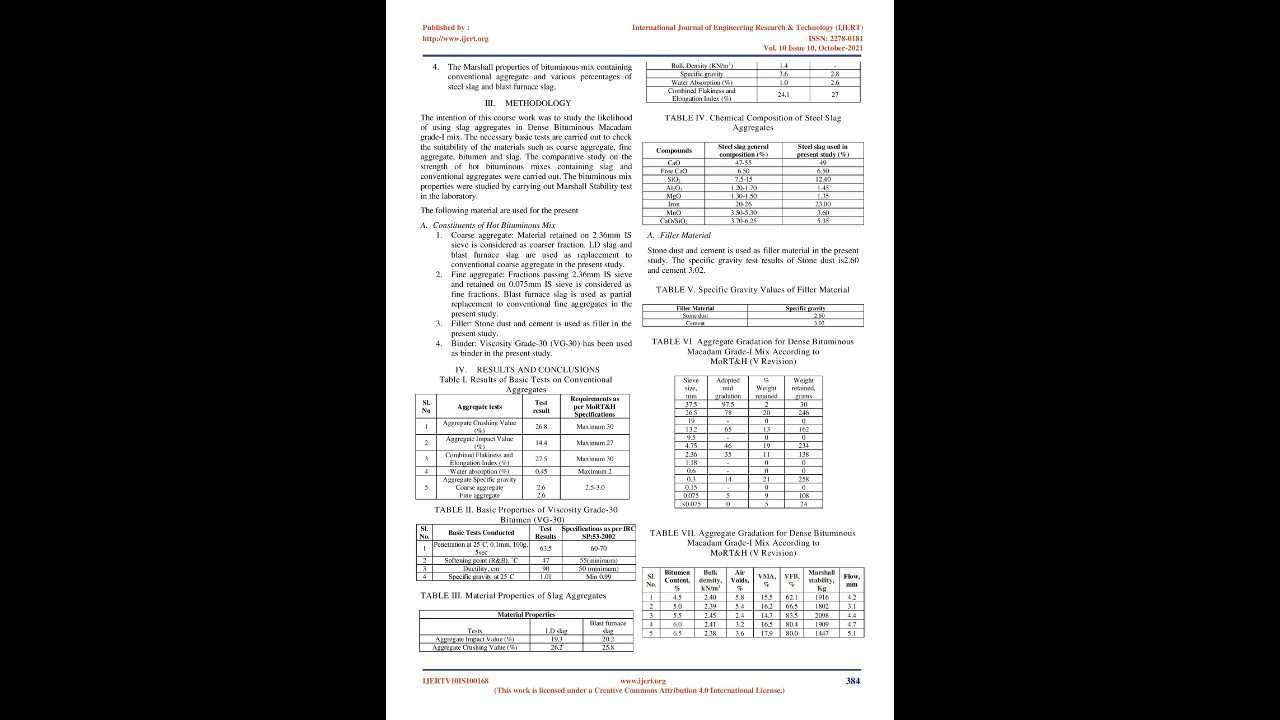 Published by :
http://www.ijert.org
International Journal of Engineering Research & Technology (IJERT)
ISSN: 2278-0181
Vol. 10 Issue 10, October-2021
4. The Marshall properties of bituminous mix containing
conventional aggregate and various percentages of
steel slag and blast furnace slag.
III. METHODOLOGY
The intention of this course work was to study the likelihood
of using slag aggregates in Dense Bituminous Macadam
grade-I mix. The necessary basic tests are carried out to check
the suitability of the materials such as coarse aggregate, fine
aggregate, bitumen and slag. The comparative study on the
strength of hot bituminous mixes containing slag and
conventional aggregates were carried out. The bituminous mix
properties were studied by carrying out Marshall Stability test
in the laboratory.
The following material are used for the present
A. Constituents of Hot Bituminous Mix
1. Coarse aggregate: Material retained on 2.36mm IS
sieve is considered as coarser fraction. LD slag and
blast furnace slag are used as replacement to
conventional coarse aggregate in the present study.
2. Fine aggregate: Fractions passing 2.36mm IS sieve
and retained on 0.075mm IS sieve is considered as
fine fractions. Blast furnace slag is used as partial
replacement to conventional fine aggregates in the
present study.
3. Filler: Stone dust and cement is used as filler in the
present study.
4. Binder: Viscosity Grade-30 (VG-30) has been used
as binder in the present study.
IV. RESULTS AND CONCLUSIONS
Table I. Results of Basic Tests on Conventional
Aggregates
Sl. No Aggregate tests Test result Requirements as per MoRT&H Specifications
1 Aggregate Crushing Value (%) 26.8 Maximum 30
2 Aggregate Impact Value (%) 14.4 Maximum 27
3 Combined Flakiness and Elongation Index (%) 27.5 Maximum 30
4 Water absorption (%) 0.45 Maximum 2
5 Aggregate Specific gravity
Coarse aggregate 2.6 2.5-3.0
Fine aggregate 2.6
TABLE II. Basic Properties of Viscosity Grade-30
Bitumen (VG-30)
Sl. No. Basic Tests Conducted Test Results Specifications as per IRC SP:53-2002
1 Penetration at 25˚C, 0.1mm, 100g, 5sec 63.5 60-70
2 Softening point (R&B), ˚C 47 55(minimum)
3 Ductility, cm 90 50 (minimum)
4 Specific gravity at 25˚C 1.01 Min 0.99
TABLE III. Material Properties of Slag Aggregates
Material Properties
Tests LD slag Blast furnace slag
Aggregate Impact Value (%) 19.3 20.2
Aggregate Crushing Value (%) 26.2 25.8
Bulk Density (KN/m³) 1.4 -
Specific gravity 3.6 2.8
Water Absorption (%) 1.0 2.6
Combined Flakiness and Elongation Index (%) 24.1 27
TABLE IV. Chemical Composition of Steel Slag
Aggregates
Compounds Steel slag general composition (%) Steel slag used in present study (%)
CaO 47-55 49
Free CaO 6.50 6.50
SiO₂ 7.5-15 12.40
Al₂O₃ 1.20-1.70 1.45
MgO 1.30-1.50 1.35
Iron 20-26 23.00
MnO 3.50-5.30 3.60
CaO/SiO₂ 3.70-6.25 5.35
A. Filler Material
Stone dust and cement is used as filler material in the present
study. The specific gravity test results of Stone dust is2.60
and cement 3.02.
TABLE V. Specific Gravity Values of Filler Material
Filler Material Specific gravity
Stone dust 2.60
Cement 3.02
TABLE VI. Aggregate Gradation for Dense Bituminous
Macadam Grade-I Mix According to
MoRT&H (V Revision)
Sieve size, mm Adopted mid gradation % Weight retained Weight retained, grams
37.5 97.5 2 30
26.5 78 20 246
19 - 0 0
13.2 65 13 162
9.5 - 0 0
4.75 46 19 234
2.36 35 11 138
1.18 - 0 0
0.6 - 0 0
0.3 14 21 258
0.15 - 0 0
0.075 5 9 108
<0.075 0 5 24
TABLE VII. Aggregate Gradation for Dense Bituminous
Macadam Grade-I Mix According to
MoRT&H (V Revision)
Sl. No. Bitumen Content, % Bulk density, kN/m³ Air Voids, % VMA, % VFB, % Marshall stability, Kg Flow, mm
1 4.5 2.40 5.8 15.5 62.1 1916 4.2
2 5.0 2.39 5.4 16.2 66.5 1802 3.1
3 5.5 2.45 2.4 14.7 83.5 2098 4.4
4 6.0 2.41 3.2 16.5 80.4 1909 4.7
5 6.5 2.38 3.6 17.9 80.0 1447 5.1
IJERTV10IS100168
www.ijert.org
384
(This work is licensed under a Creative Commons Attribution 4.0 International License.)